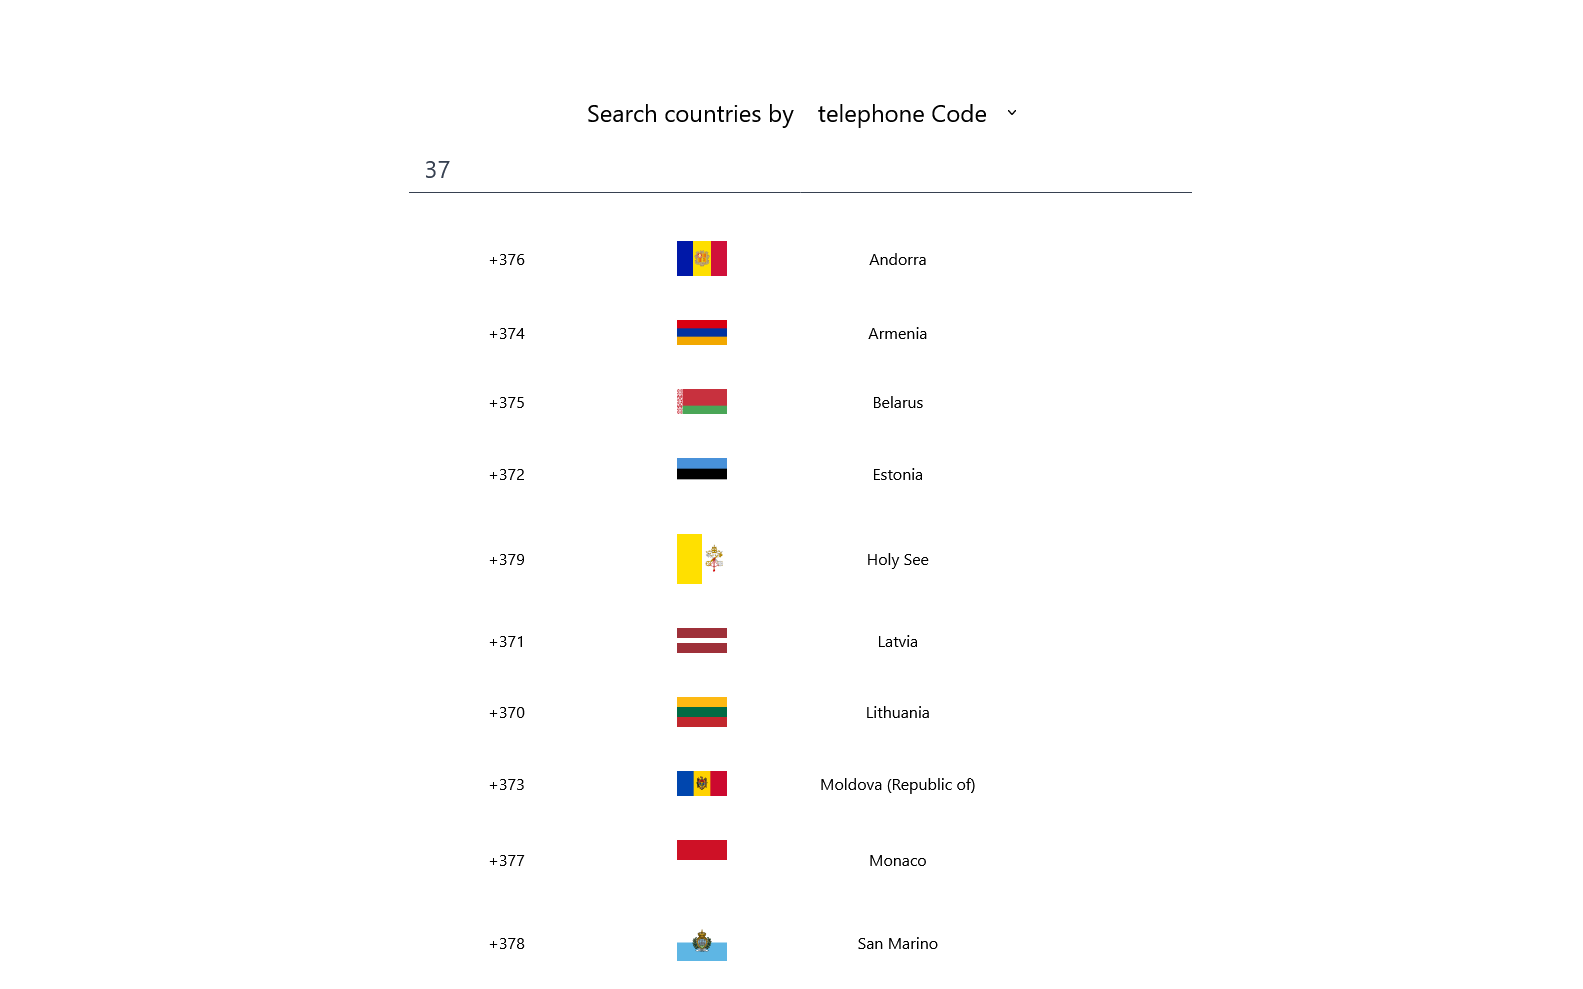 Search countries by telephone Code
37
+376 Andorra
+374 Armenia
+375 Belarus
+372 Estonia
+379 Holy See
+371 Latvia
+370 Lithuania
+373 Moldova (Republic of)
+377 Monaco
+378 San Marino